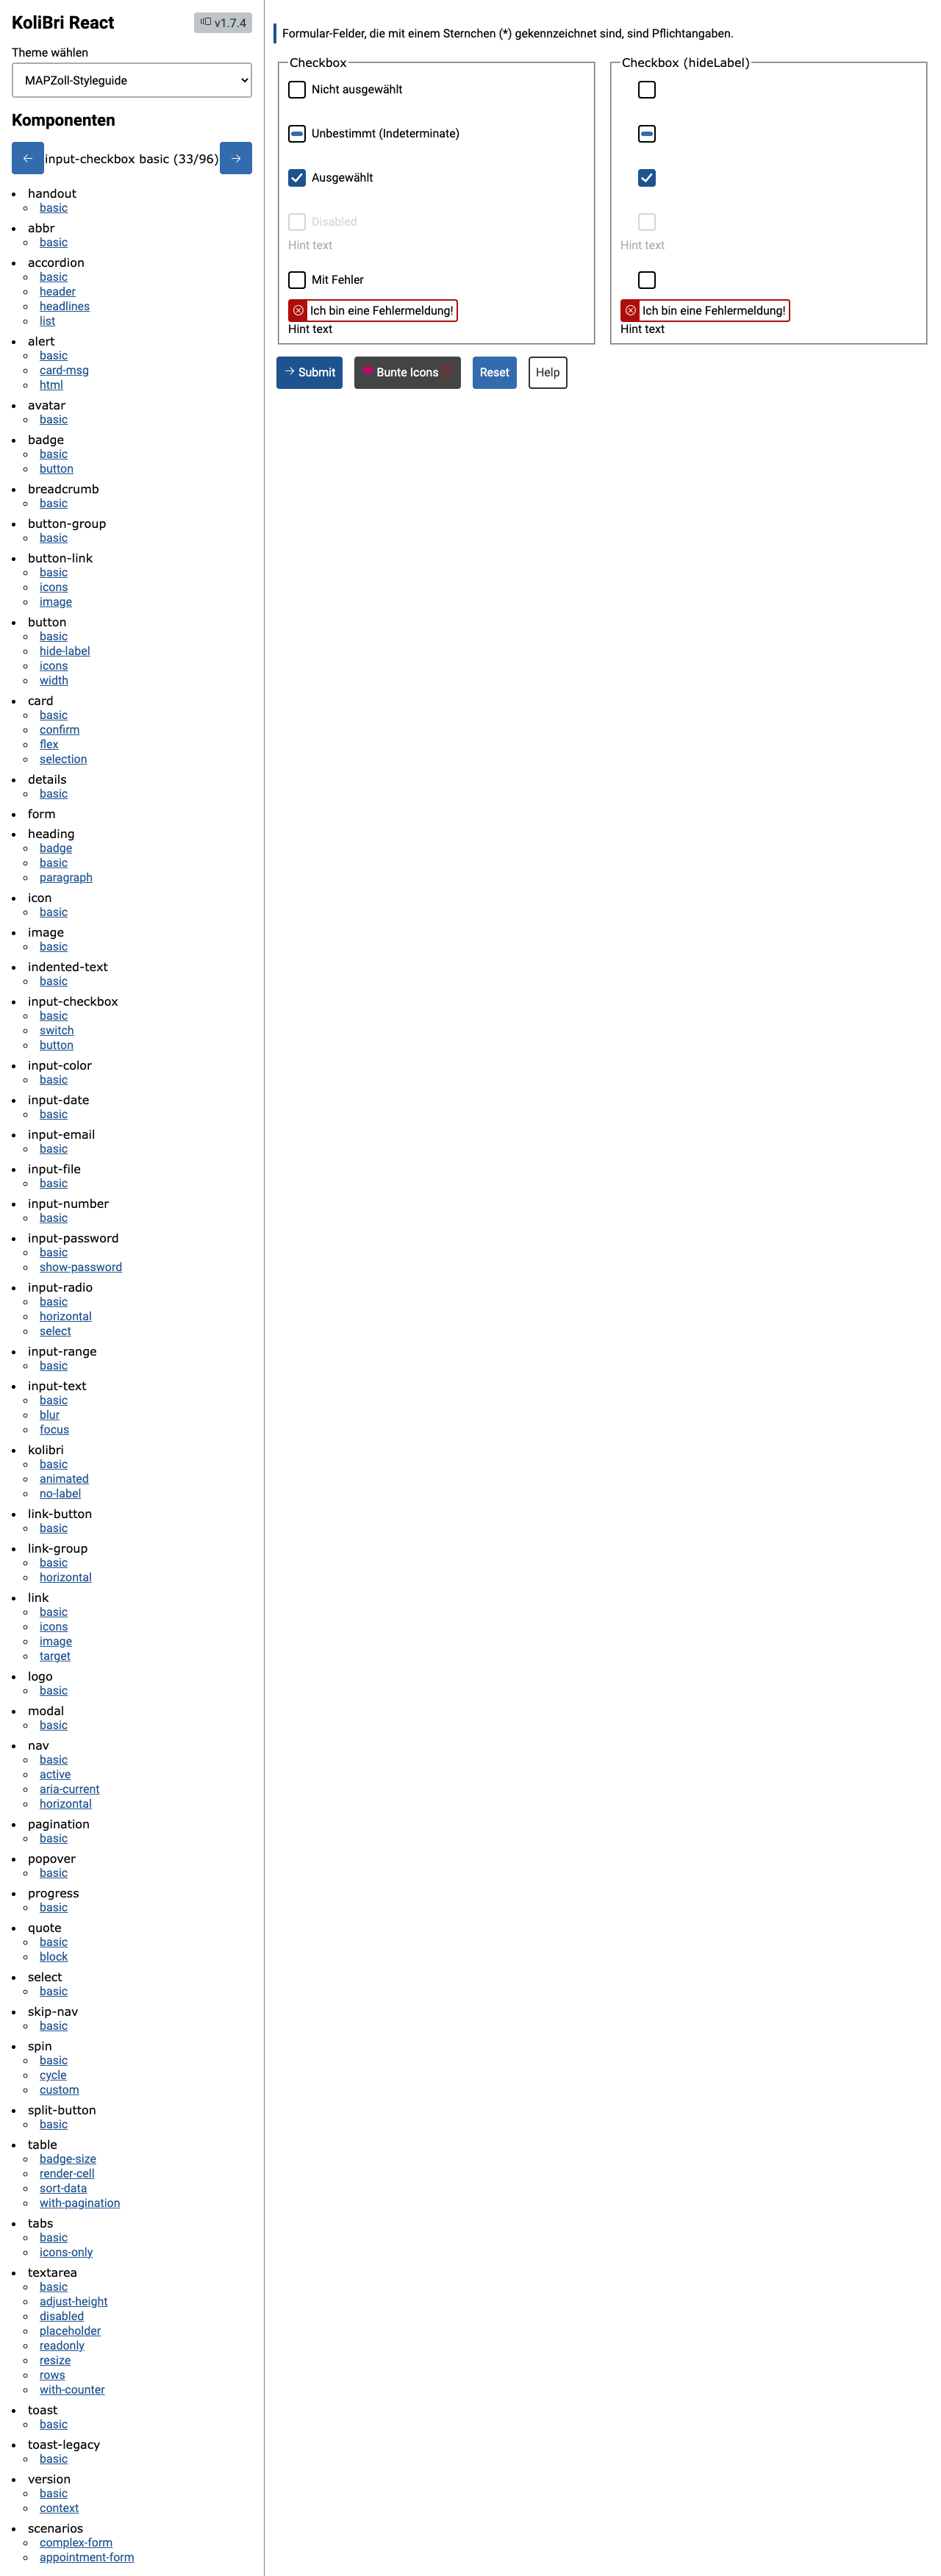 KoliBri React
v1.7.4
Theme wählen
MAPZoll-Styleguide
Komponenten
← input-checkbox basic (33/96) →
handout
basic
abbr
basic
accordion
basic
header
headlines
list
alert
basic
card-msg
html
avatar
basic
badge
basic
button
breadcrumb
basic
button-group
basic
button-link
basic
icons
image
button
basic
hide-label
icons
width
card
basic
confirm
flex
selection
details
basic
form
heading
badge
basic
paragraph
icon
basic
image
basic
indented-text
basic
input-checkbox
basic
switch
button
input-color
basic
input-date
basic
input-email
basic
input-file
basic
input-number
basic
input-password
basic
show-password
input-radio
basic
horizontal
select
input-range
basic
input-text
basic
blur
focus
kolibri
basic
animated
no-label
link-button
basic
link-group
basic
horizontal
link
basic
icons
image
target
logo
basic
modal
basic
nav
basic
active
aria-current
horizontal
pagination
basic
popover
basic
progress
basic
quote
basic
block
select
basic
skip-nav
basic
spin
basic
cycle
custom
split-button
basic
table
badge-size
render-cell
sort-data
with-pagination
tabs
basic
icons-only
textarea
basic
adjust-height
disabled
placeholder
readonly
resize
rows
with-counter
toast
basic
toast-legacy
basic
version
basic
context
scenarios
complex-form
appointment-form
Formular-Felder, die mit einem Sternchen (*) gekennzeichnet sind, sind Pflichtangaben.
Checkbox
Nicht ausgewählt
Unbestimmt (Indeterminate)
Ausgewählt
Disabled
Hint text
Mit Fehler
Ich bin eine Fehlermeldung!
Hint text
Checkbox (hideLabel)
Hint text
Ich bin eine Fehlermeldung!
Hint text
→ Submit
Bunte Icons
Reset
Help